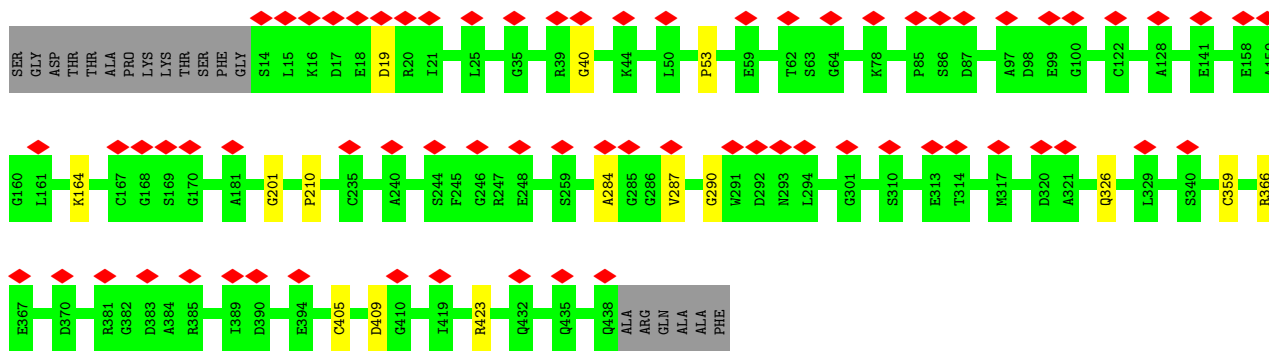 SER GLY ASP THR THR ALA PRO LYS LYS THR SER PHE GLY S14 L15 K16 D17 E18 D19 R20 I21 L25 G35 R39 G40 K44 L50 P53 E59 T62 S63 G64 K78 P85 S86 D87 A97 D98 E99 G100 C122 A128 E141 E158 A159
G160 L161 K164 C167 G168 S169 G170 A181 G201 P210 C235 A240 S244 F245 G246 R247 E248 S259 A284 G285 G286 V287 G290 W291 D292 N293 L294 G301 S310 E313 T314 M317 D320 A321 Q326 L329 S340 C359 R366
E367 D370 R381 G382 D383 A384 R385 I389 D390 E394 C405 D409 G410 I419 R423 Q432 Q435 Q438 ALA ARG GLN ALA ALA PHE